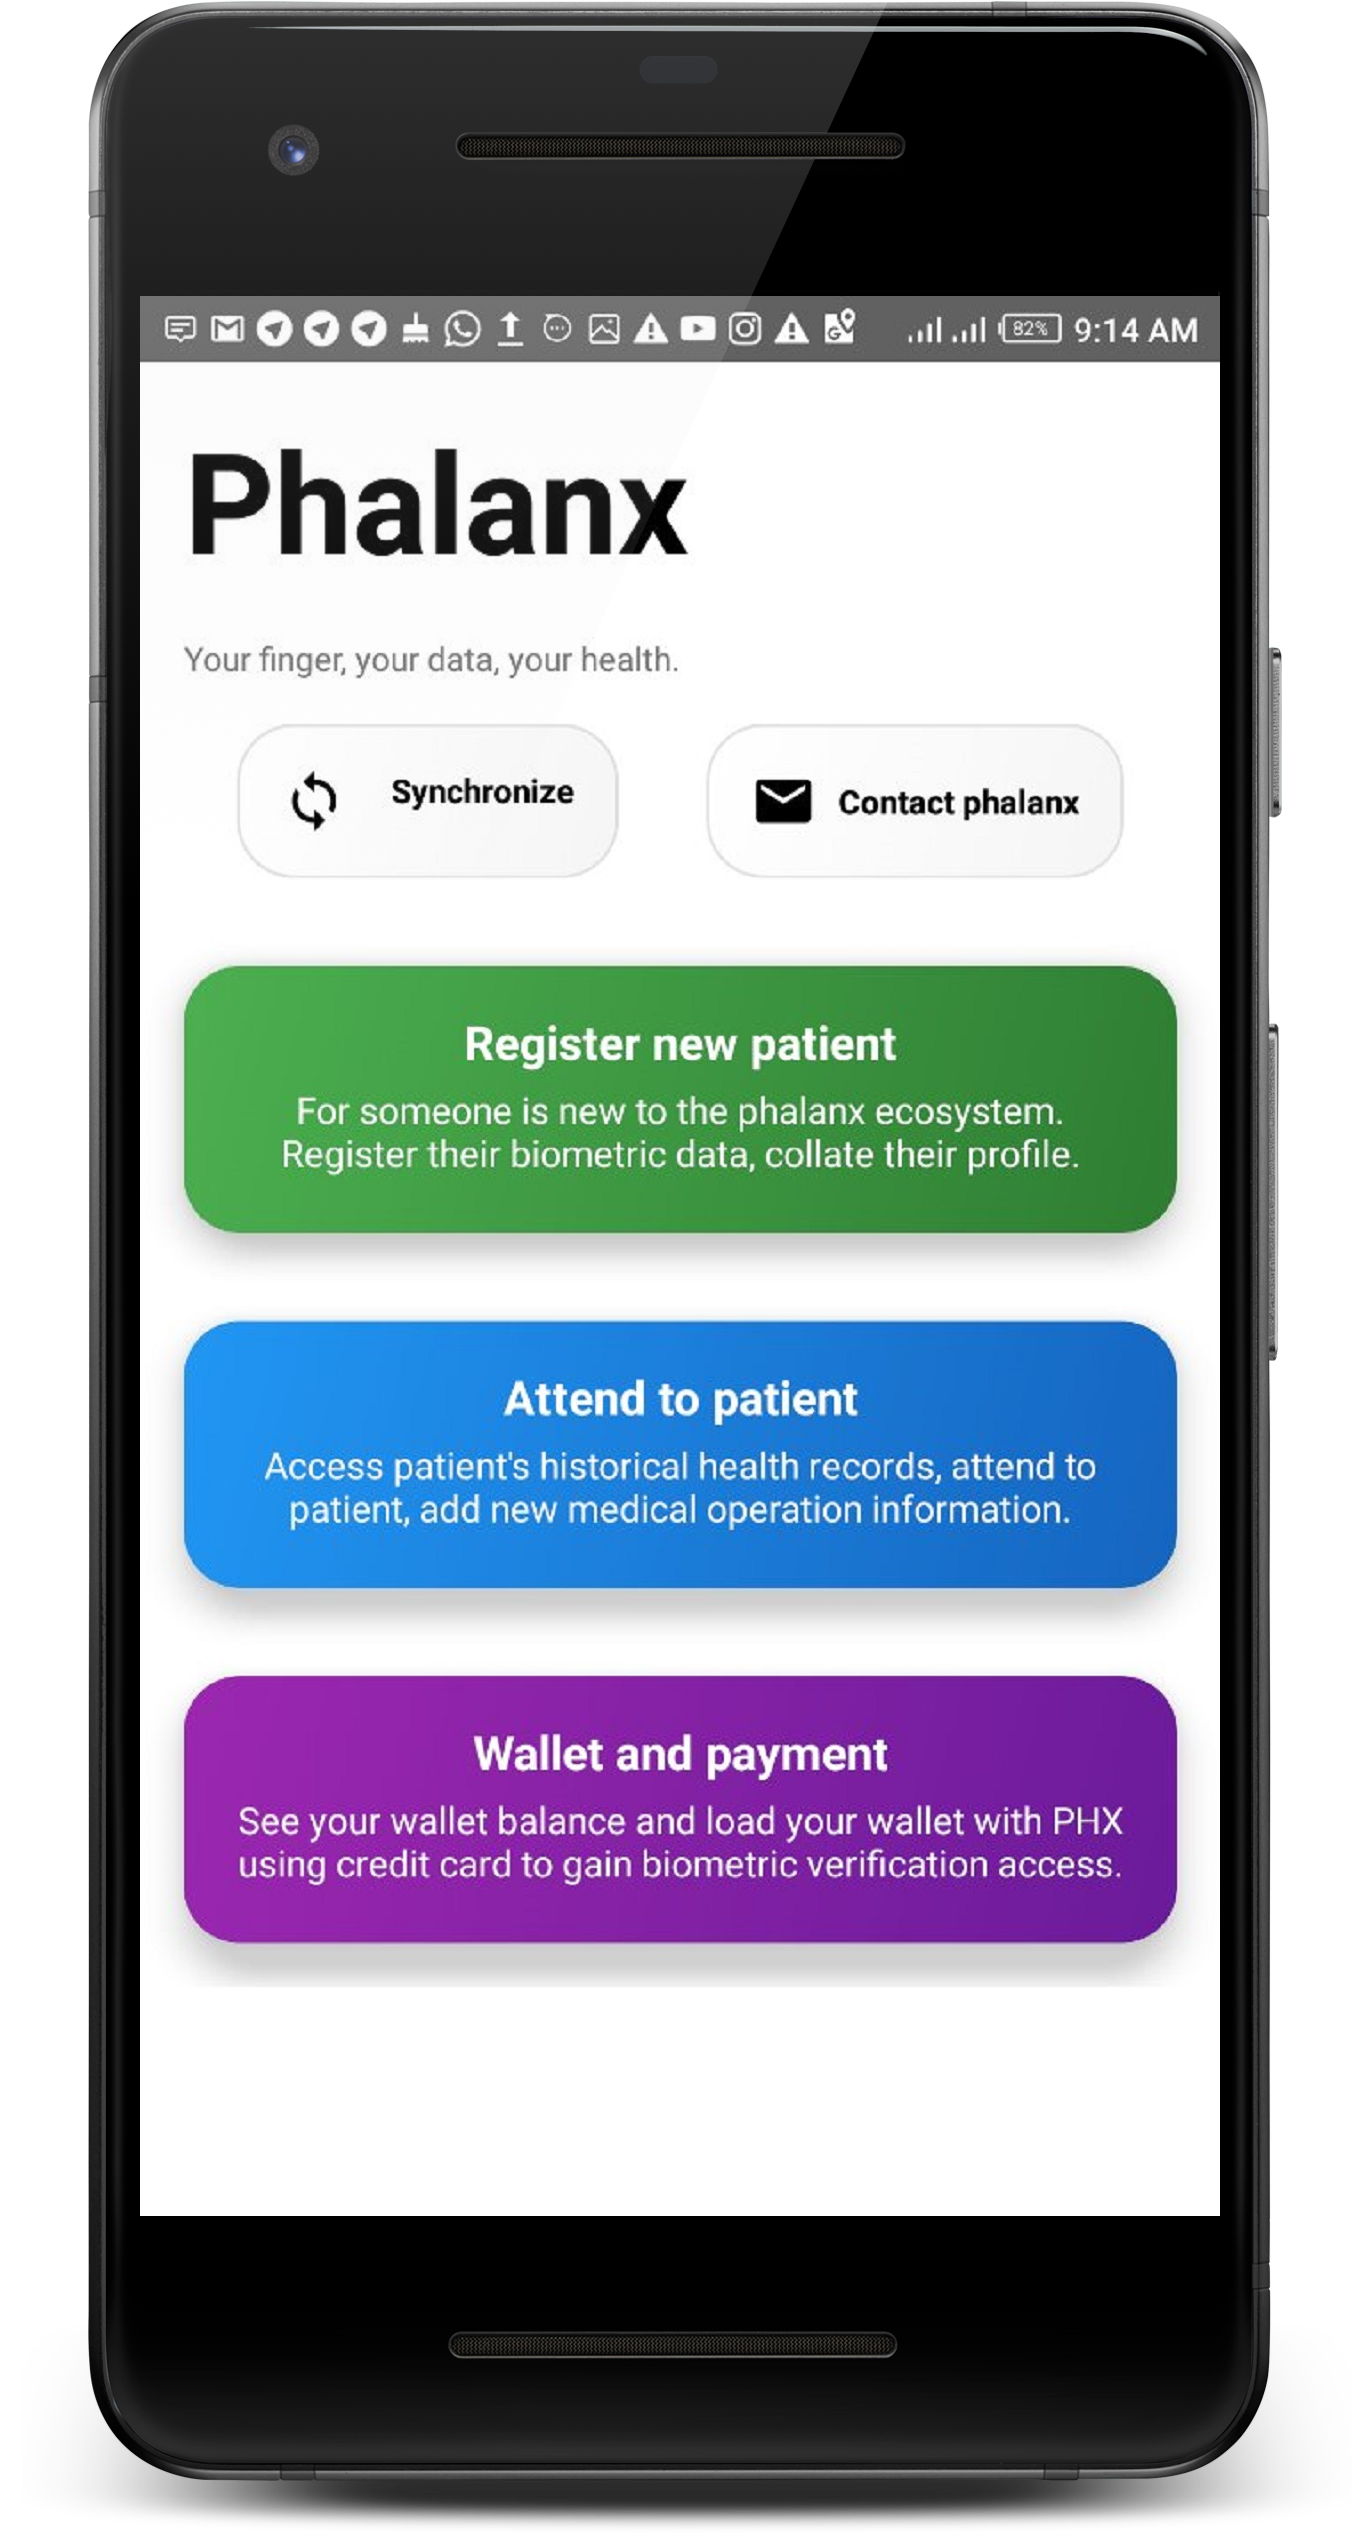 82% 9:14 AM
Phalanx
Your finger, your data, your health.
Synchronize
Contact phalanx
Register new patient
For someone is new to the phalanx ecosystem.
Register their biometric data, collate their profile.
Attend to patient
Access patient's historical health records, attend to
patient, add new medical operation information.
Wallet and payment
See your wallet balance and load your wallet with PHX
using credit card to gain biometric verification access.